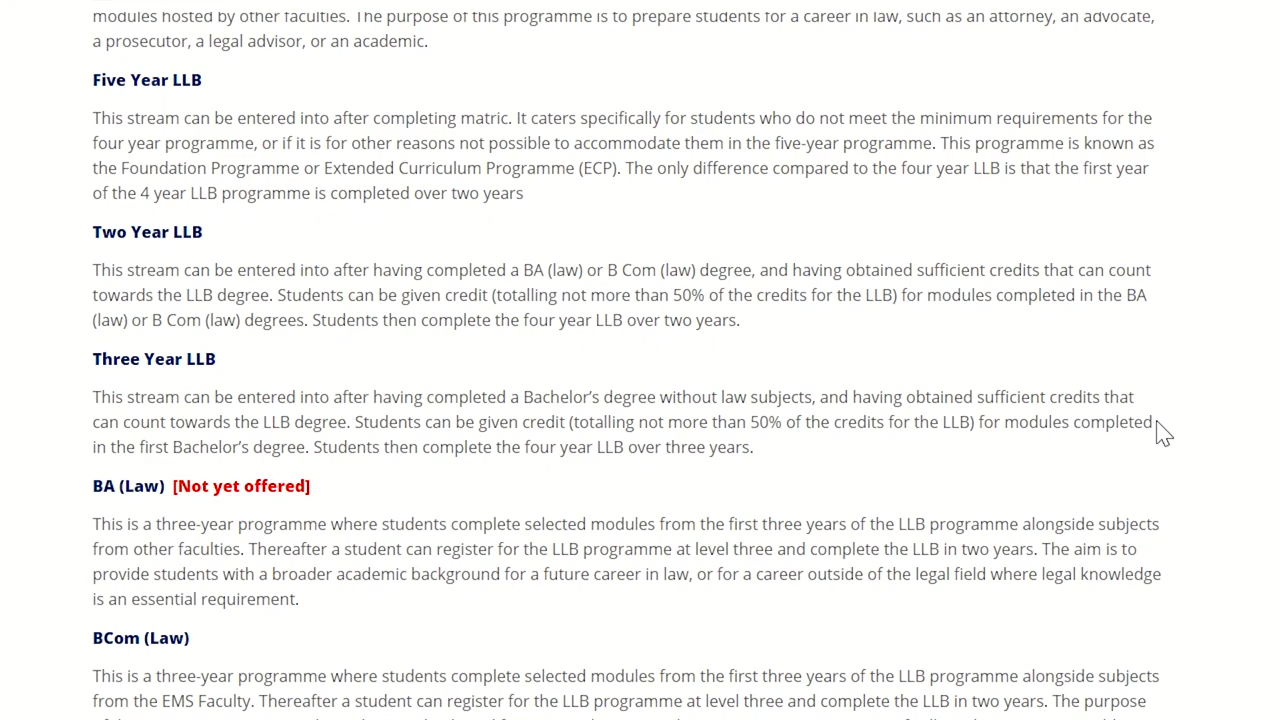 modules hosted by other faculties. The purpose of this programme is to prepare students for a career in law, such as an attorney, an advocate,
a prosecutor, a legal advisor, or an academic.
Five Year LLB
This stream can be entered into after completing matric. It caters specifically for students who do not meet the minimum requirements for the
four year programme, or if it is for other reasons not possible to accommodate them in the five-year programme. This programme is known as
the Foundation Programme or Extended Curriculum Programme (ECP). The only difference compared to the four year LLB is that the first year
of the 4 year LLB programme is completed over two years
Two Year LLB
This stream can be entered into after having completed a BA (law) or B Com (law) degree, and having obtained sufficient credits that can count
towards the LLB degree. Students can be given credit (totalling not more than 50% of the credits for the LLB) for modules completed in the BA
(law) or B Com (law) degrees. Students then complete the four year LLB over two years.
Three Year LLB
This stream can be entered into after having completed a Bachelor’s degree without law subjects, and having obtained sufficient credits that
can count towards the LLB degree. Students can be given credit (totalling not more than 50% of the credits for the LLB) for modules completed
in the first Bachelor’s degree. Students then complete the four year LLB over three years.
BA (Law) [Not yet offered]
This is a three-year programme where students complete selected modules from the first three years of the LLB programme alongside subjects
from other faculties. Thereafter a student can register for the LLB programme at level three and complete the LLB in two years. The aim is to
provide students with a broader academic background for a future career in law, or for a career outside of the legal field where legal knowledge
is an essential requirement.
BCom (Law)
This is a three-year programme where students complete selected modules from the first three years of the LLB programme alongside subjects
from the EMS Faculty. Thereafter a student can register for the LLB programme at level three and complete the LLB in two years. The purpose